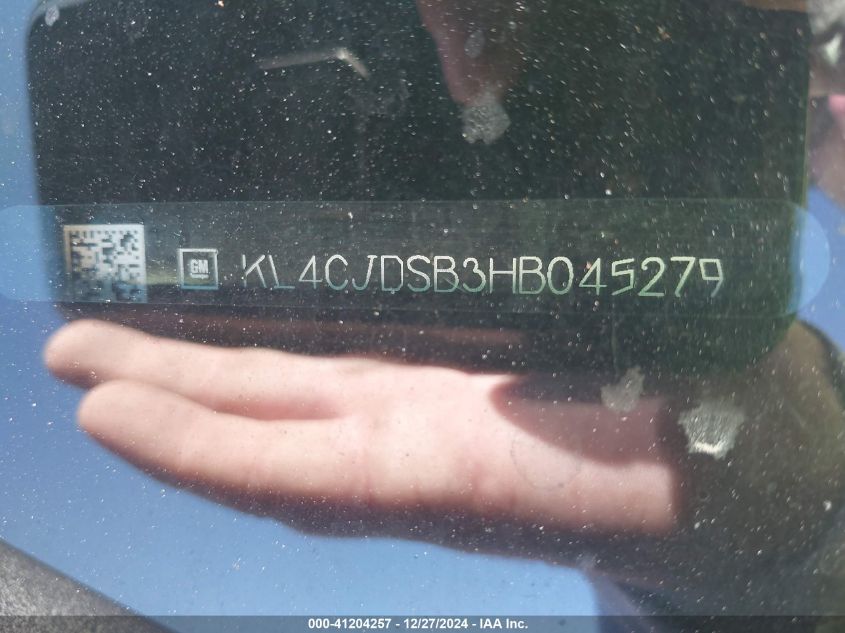 GM KL4CJDSB3HB045279
000-41204257 - 12/27/2024 - IAA Inc.